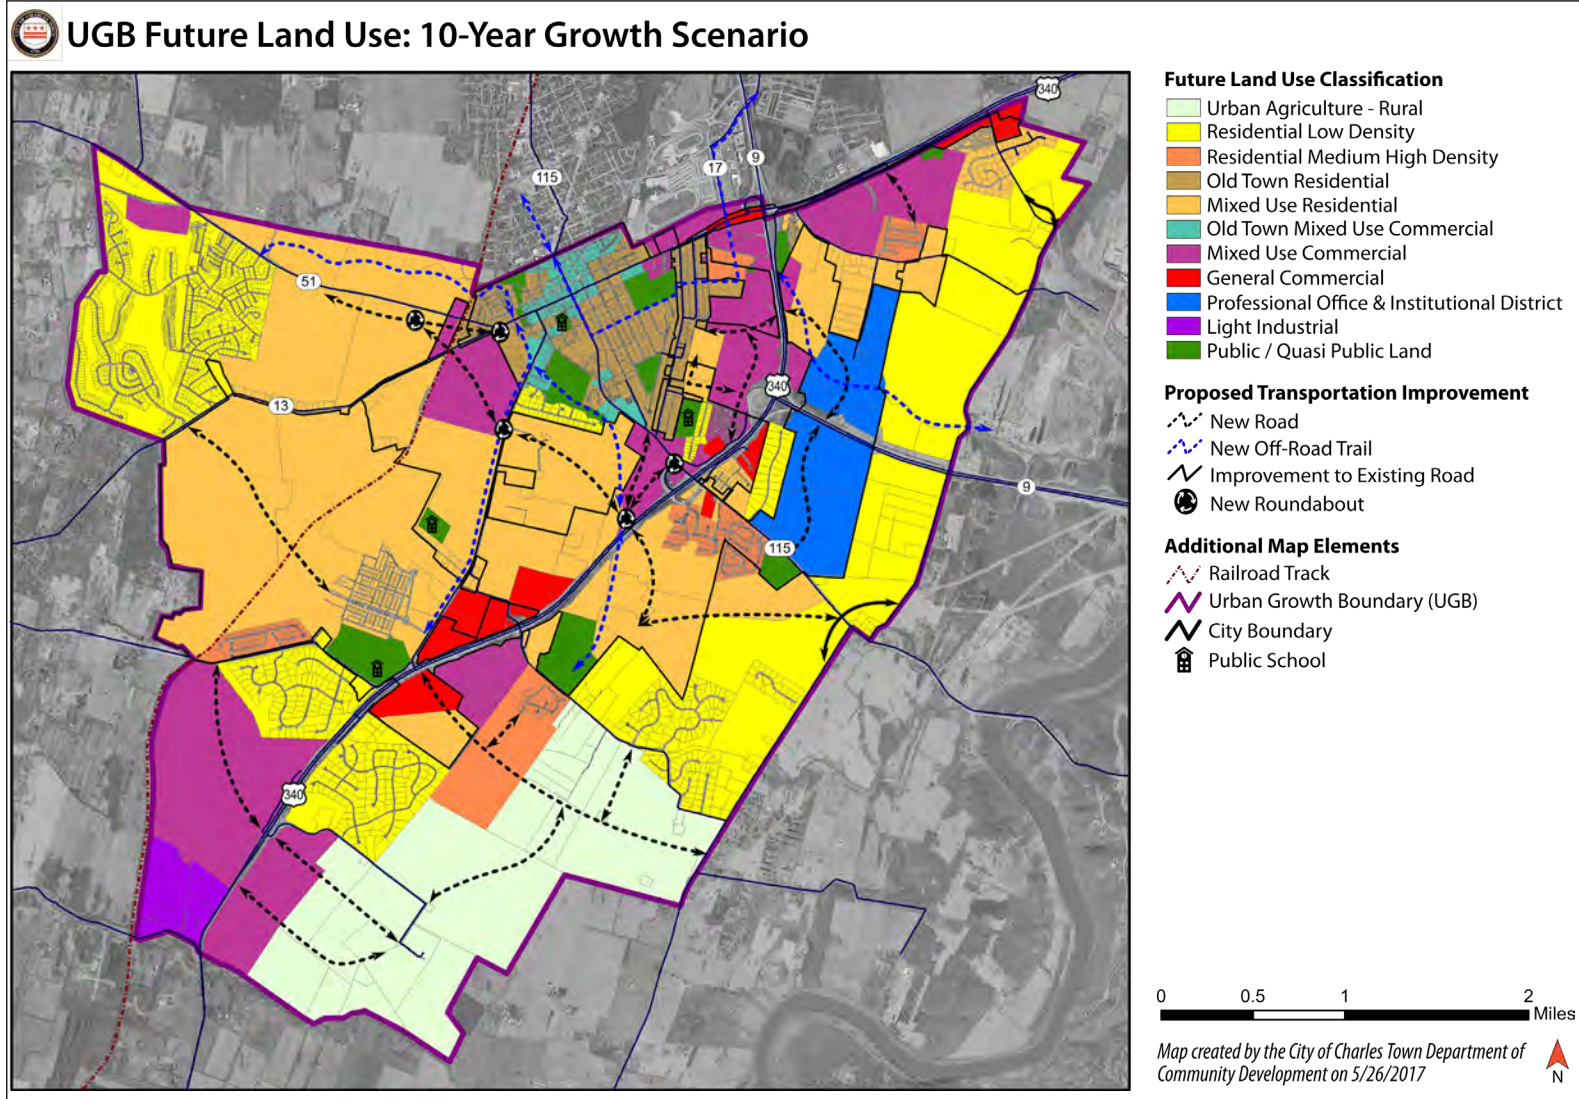 UGB Future Land Use: 10-Year Growth Scenario
340
115
17
9
51
13
340
9
115
340
Future Land Use Classification
Urban Agriculture - Rural
Residential Low Density
Residential Medium High Density
Old Town Residential
Mixed Use Residential
Old Town Mixed Use Commercial
Mixed Use Commercial
General Commercial
Professional Office & Institutional District
Light Industrial
Public / Quasi Public Land
Proposed Transportation Improvement
New Road
New Off-Road Trail
Improvement to Existing Road
New Roundabout
Additional Map Elements
Railroad Track
Urban Growth Boundary (UGB)
City Boundary
Public School
0 0.5 1 2
Miles
Map created by the City of Charles Town Department of
Community Development on 5/26/2017
N